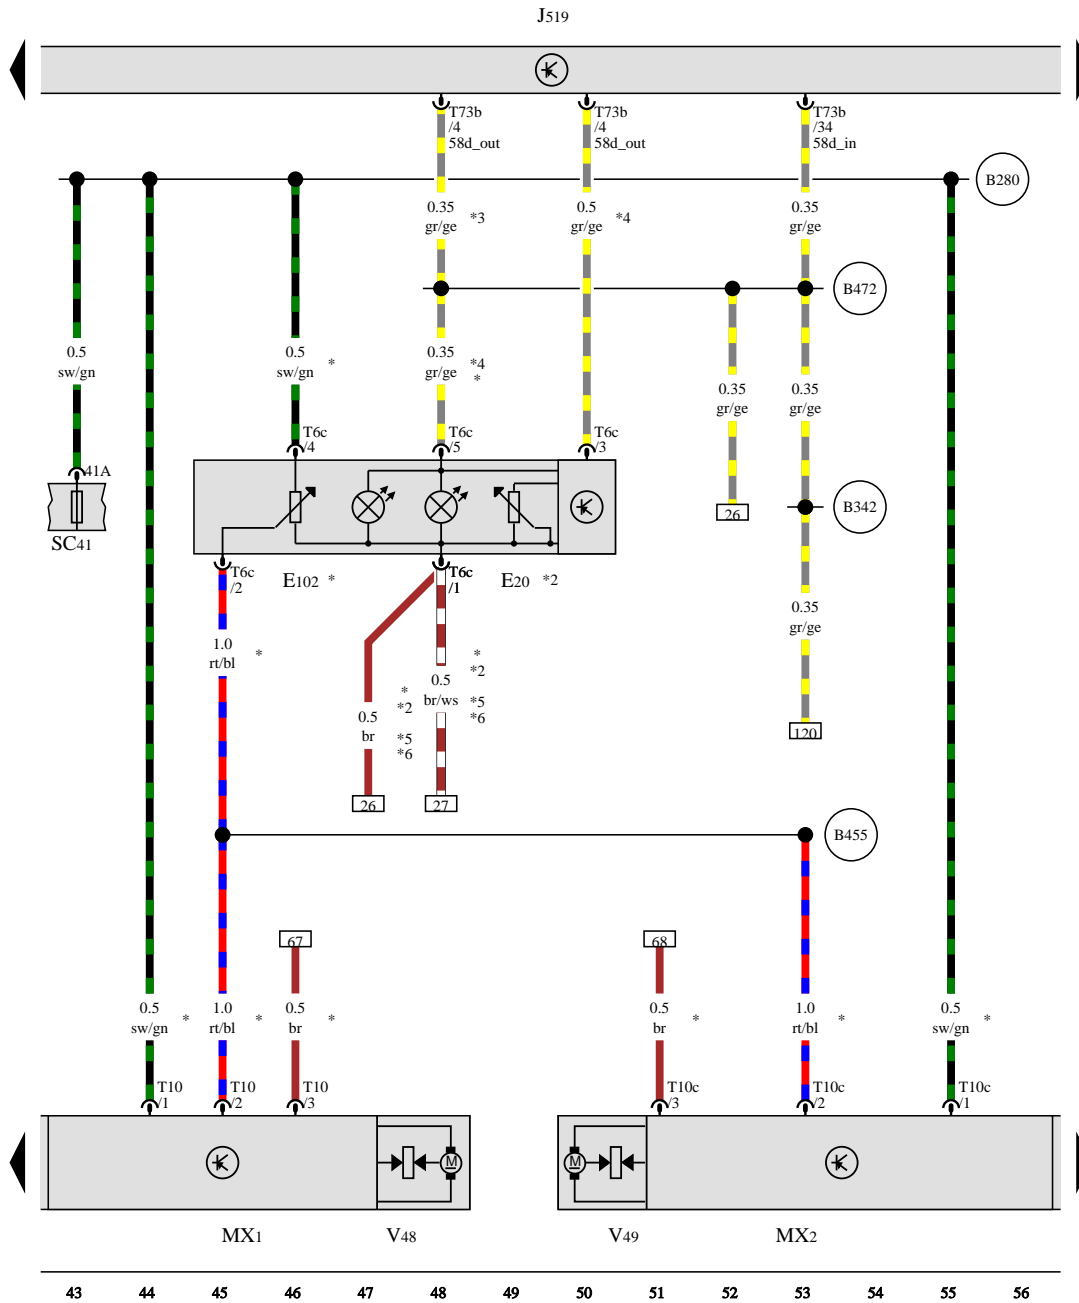 J519
T73b
/4
58d_out
T73b
/4
58d_out
T73b
/34
58d_in
B280
0.35
gr/ge
*3
0.5
gr/ge
*4
0.35
gr/ge
B472
0.5
sw/gn
0.5
sw/gn
*
0.35
gr/ge
*4
*
0.35
gr/ge
0.35
gr/ge
T6c
/4
T6c
/5
T6c
/3
41A
SC41
26
B342
T6c
/2
E102 *
T6c
/1
E20 *2
1.0
rt/bl
*
0.35
gr/ge
*
*2
0.5
br/ws
*5
*6
*
*2
0.5
br
*5
*6
120
26
27
B455
67
68
0.5
sw/gn
*
1.0
rt/bl
*
0.5
br
*
0.5
br
*
1.0
rt/bl
*
0.5
sw/gn
*
T10
/1
T10
/2
T10
/3
T10c
/3
T10c
/2
T10c
/1
M
M
MX1
V48
V49
MX2
43 44 45 46 47 48 49 50 51 52 53 54 55 56